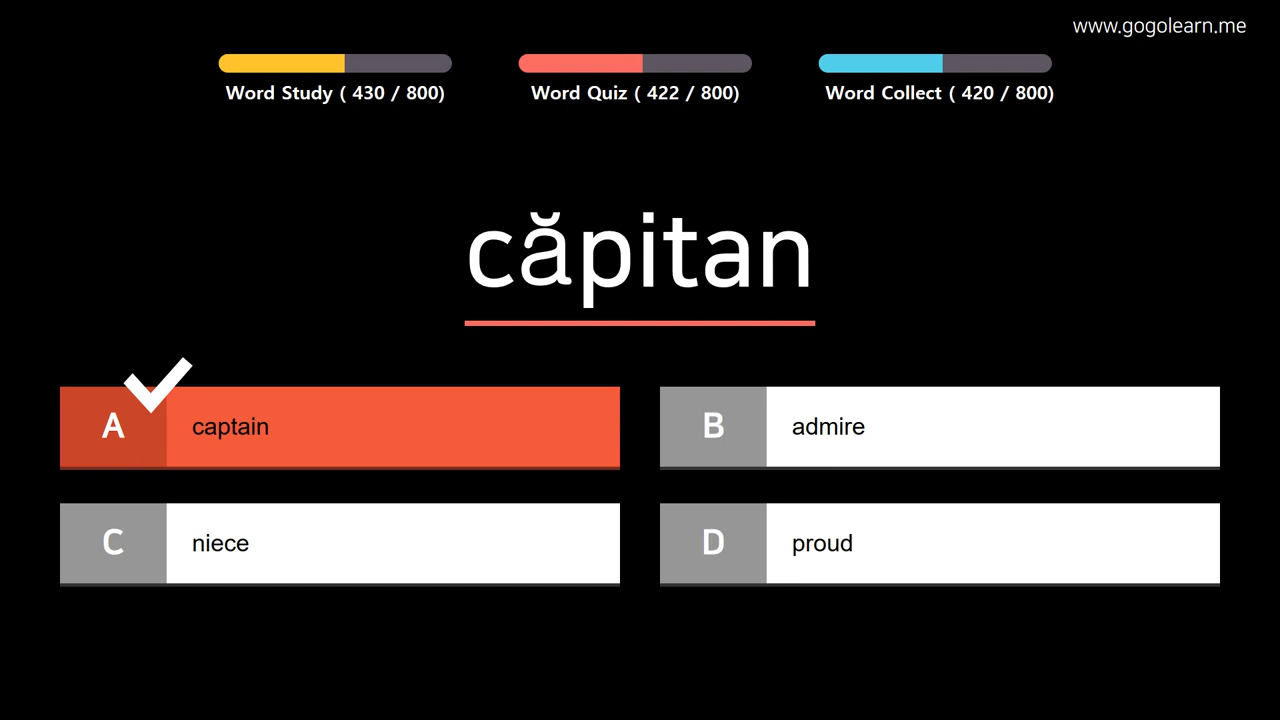 www.gogolearn.me
Word Study ( 430 / 800)
Word Quiz ( 422 / 800)
Word Collect ( 420 / 800)
căpitan
A captain
B admire
C niece
D proud